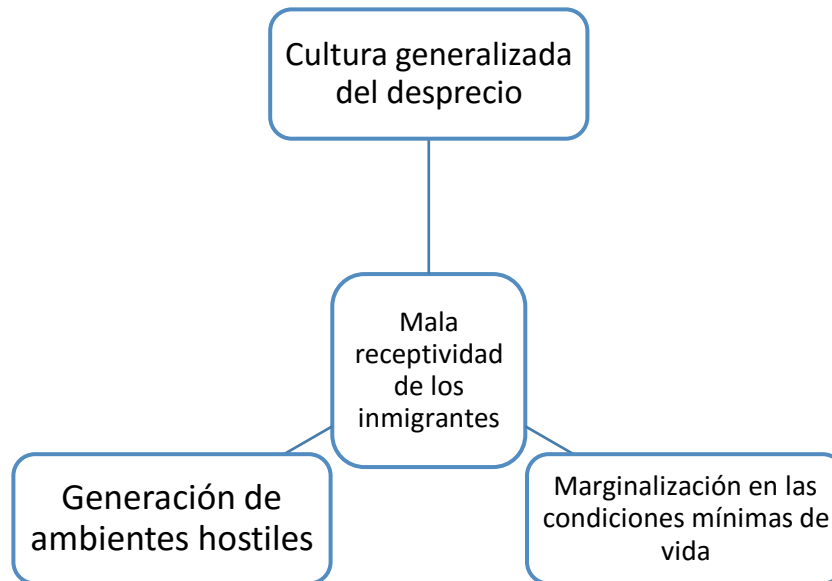 Cultura generalizada
del desprecio
Mala
receptividad
de los
inmigrantes
Generación de
ambientes hostiles
Marginalización en las
condiciones mínimas de
vida